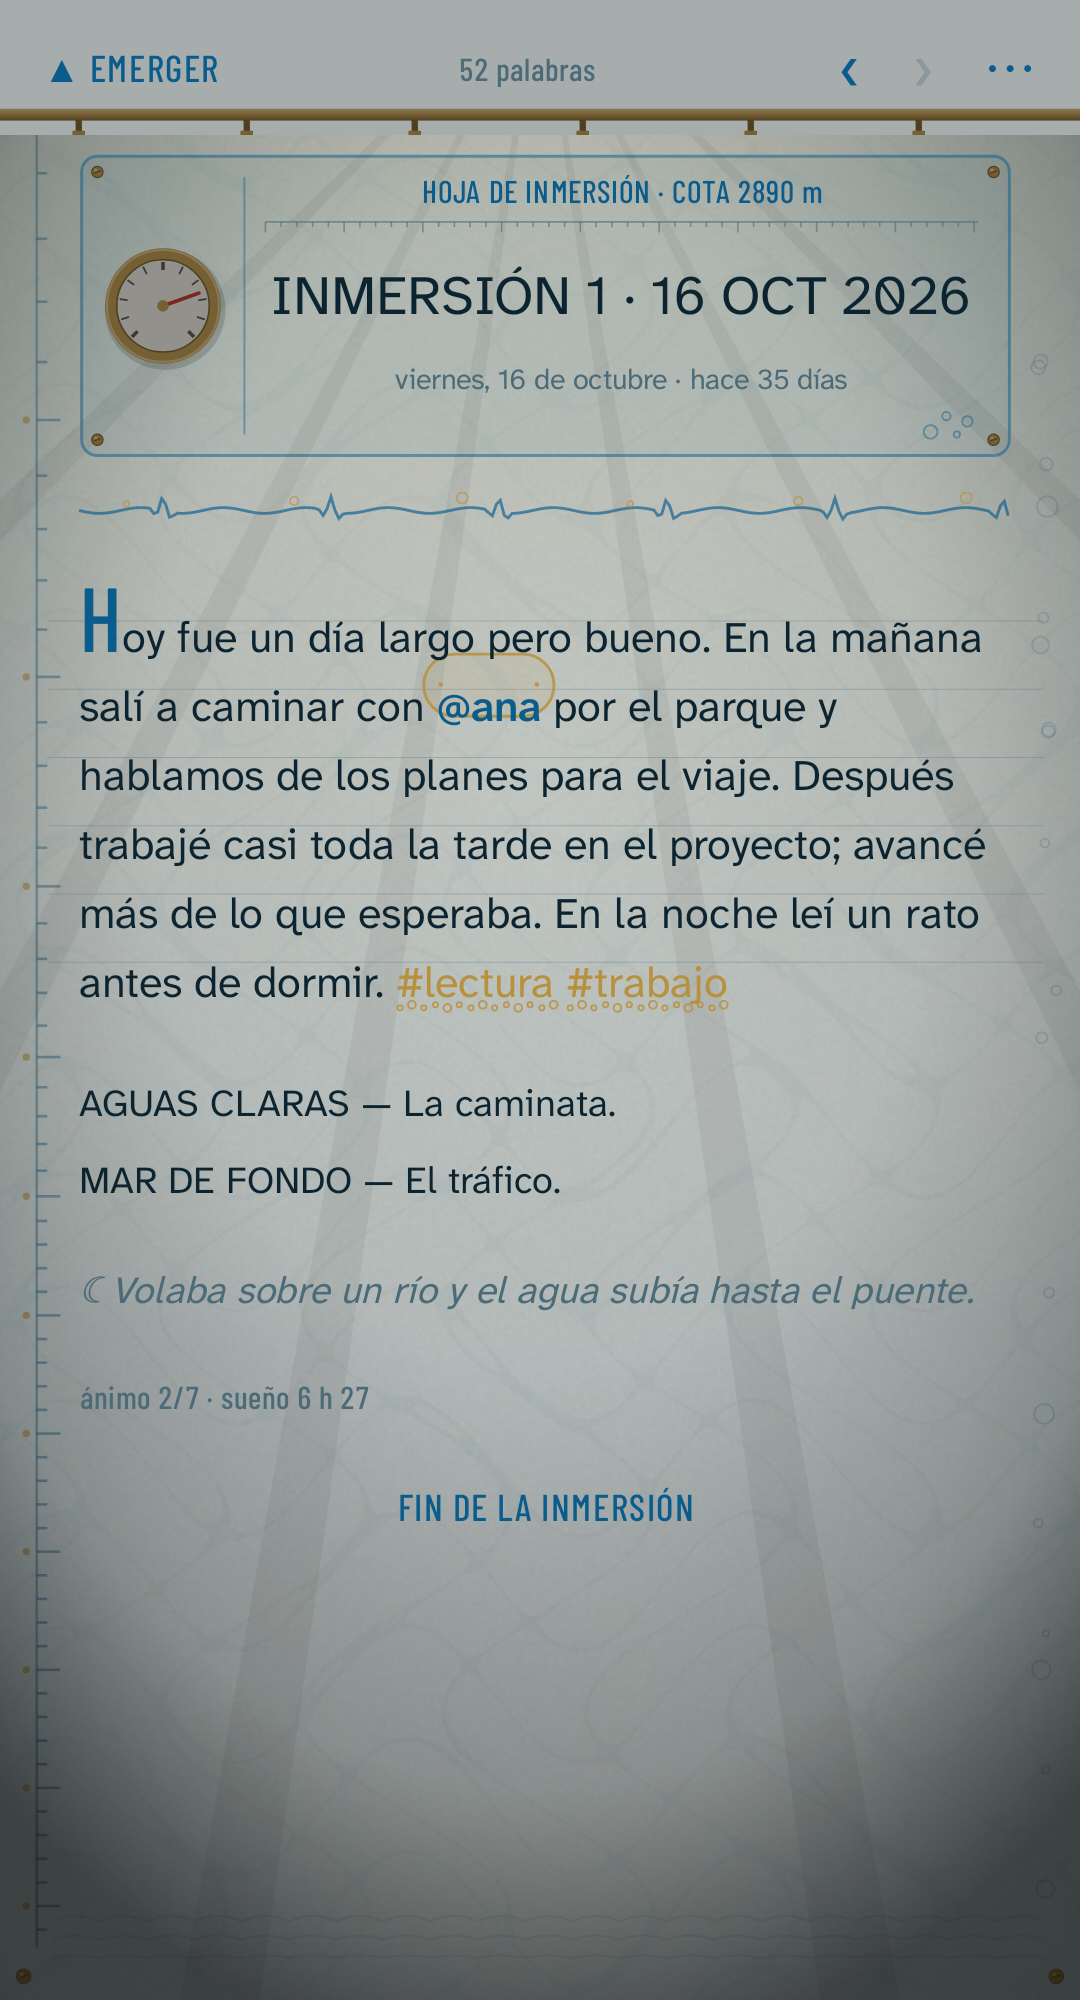 ▲ EMERGER
52 palabras
❮ ❯ •••
HOJA DE INMERSIÓN · COTA 2890 m
INMERSIÓN 1 · 16 OCT 2026
viernes, 16 de octubre · hace 35 días
Hoy fue un día largo pero bueno. En la mañana
salí a caminar con @ana por el parque y
hablamos de los planes para el viaje. Después
trabajé casi toda la tarde en el proyecto; avancé
más de lo que esperaba. En la noche leí un rato
antes de dormir. #lectura #trabajo
AGUAS CLARAS — La caminata.
MAR DE FONDO — El tráfico.
☾ Volaba sobre un río y el agua subía hasta el puente.
ánimo 2/7 · sueño 6 h 27
FIN DE LA INMERSIÓN